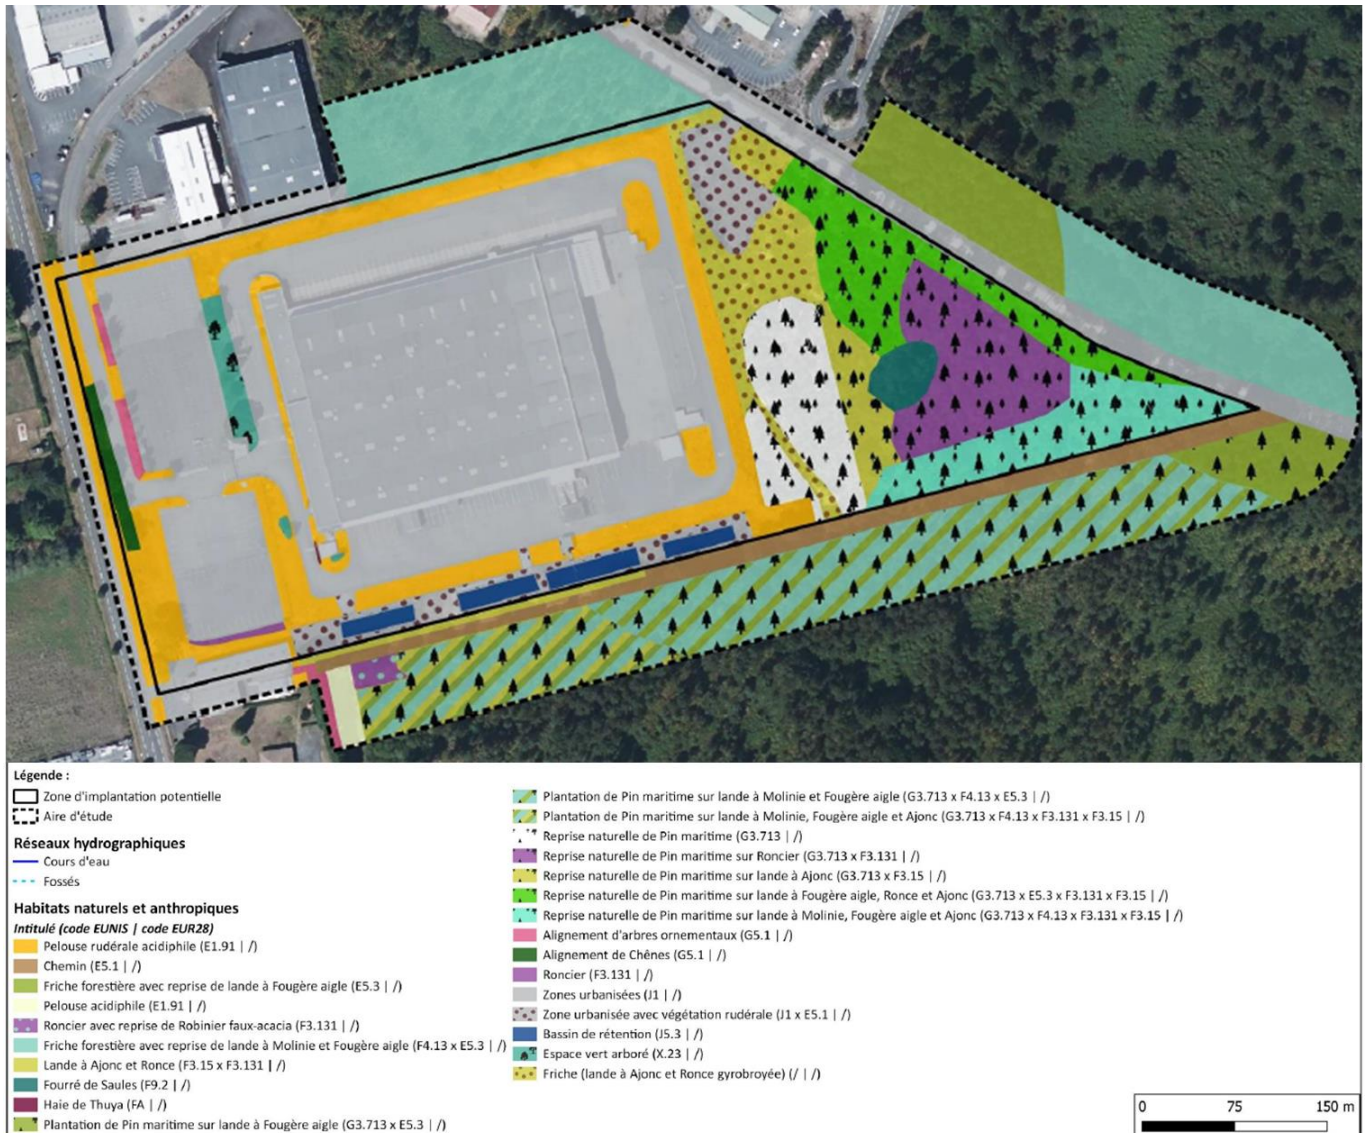 Légende :
Zone d'implantation potentielle
Aire d'étude
Réseaux hydrographiques
Cours d'eau
Fossés
Habitats naturels et anthropiques
Intitulé (code EUNIS | code EUR28)
Pelouse rudérale acidiphile (E1.91 | /)
Chemin (E5.1 | /)
Friche forestière avec reprise de lande à Fougère aigle (E5.3 | /)
Pelouse acidiphile (E1.91 | /)
Roncier avec reprise de Robinier faux-acacia (F3.131 | /)
Friche forestière avec reprise de lande à Molinie et Fougère aigle (F4.13 x E5.3 | /)
Lande à Ajonc et Ronce (F3.15 x F3.131 | /)
Fourré de Saules (F9.2 | /)
Haie de Thuya (FA | /)
Plantation de Pin maritime sur lande à Fougère aigle (G3.713 x E5.3 | /)
Plantation de Pin maritime sur lande à Molinie et Fougère aigle (G3.713 x F4.13 x E5.3 | /)
Plantation de Pin maritime sur lande à Molinie, Fougère aigle et Ajonc (G3.713 x F4.13 x F3.131 x F3.15 | /)
Reprise naturelle de Pin maritime (G3.713 | /)
Reprise naturelle de Pin maritime sur Roncier (G3.713 x F3.131 | /)
Reprise naturelle de Pin maritime sur lande à Ajonc (G3.713 x F3.15 | /)
Reprise naturelle de Pin maritime sur lande à Fougère aigle, Ronce et Ajonc (G3.713 x E5.3 x F3.131 x F3.15 | /)
Reprise naturelle de Pin maritime sur lande à Molinie, Fougère aigle et Ajonc (G3.713 x F4.13 x F3.131 x F3.15 | /)
Alignement d'arbres ornementaux (G5.1 | /)
Alignement de Chênes (G5.1 | /)
Roncier (F3.131 | /)
Zones urbanisées (J1 | /)
Zone urbanisée avec végétation rudérale (J1 x E5.1 | /)
Bassin de rétention (J5.3 | /)
Espace vert arboré (X.23 | /)
Friche (lande à Ajonc et Ronce gyrobroyée) (/ | /)
0 75 150 m